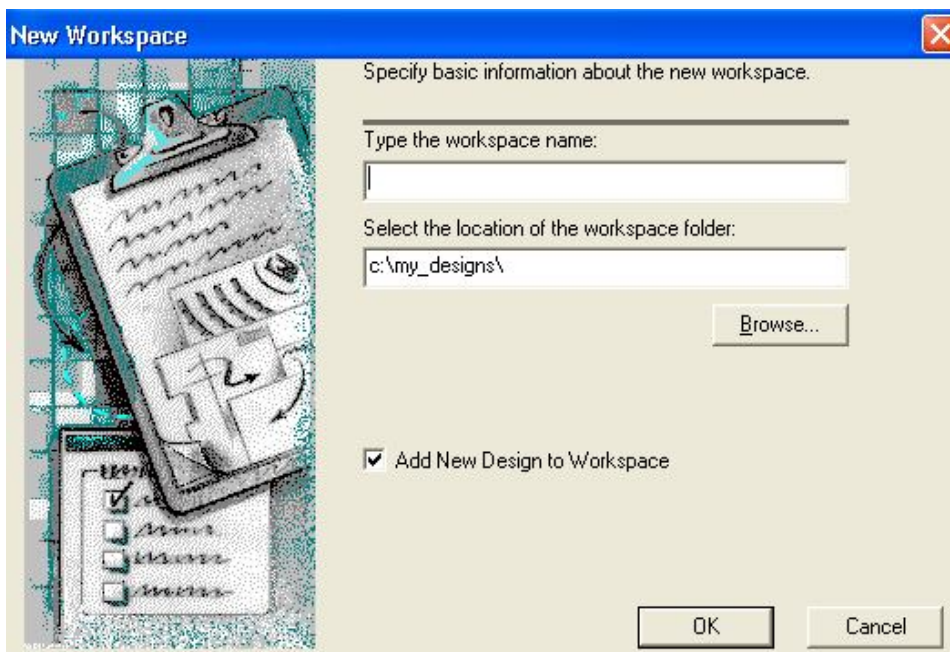 New Workspace
Specify basic information about the new workspace.
Type the workspace name:
Select the location of the workspace folder:
c:\my_designs\
Browse...
Add New Design to Workspace
OK
Cancel